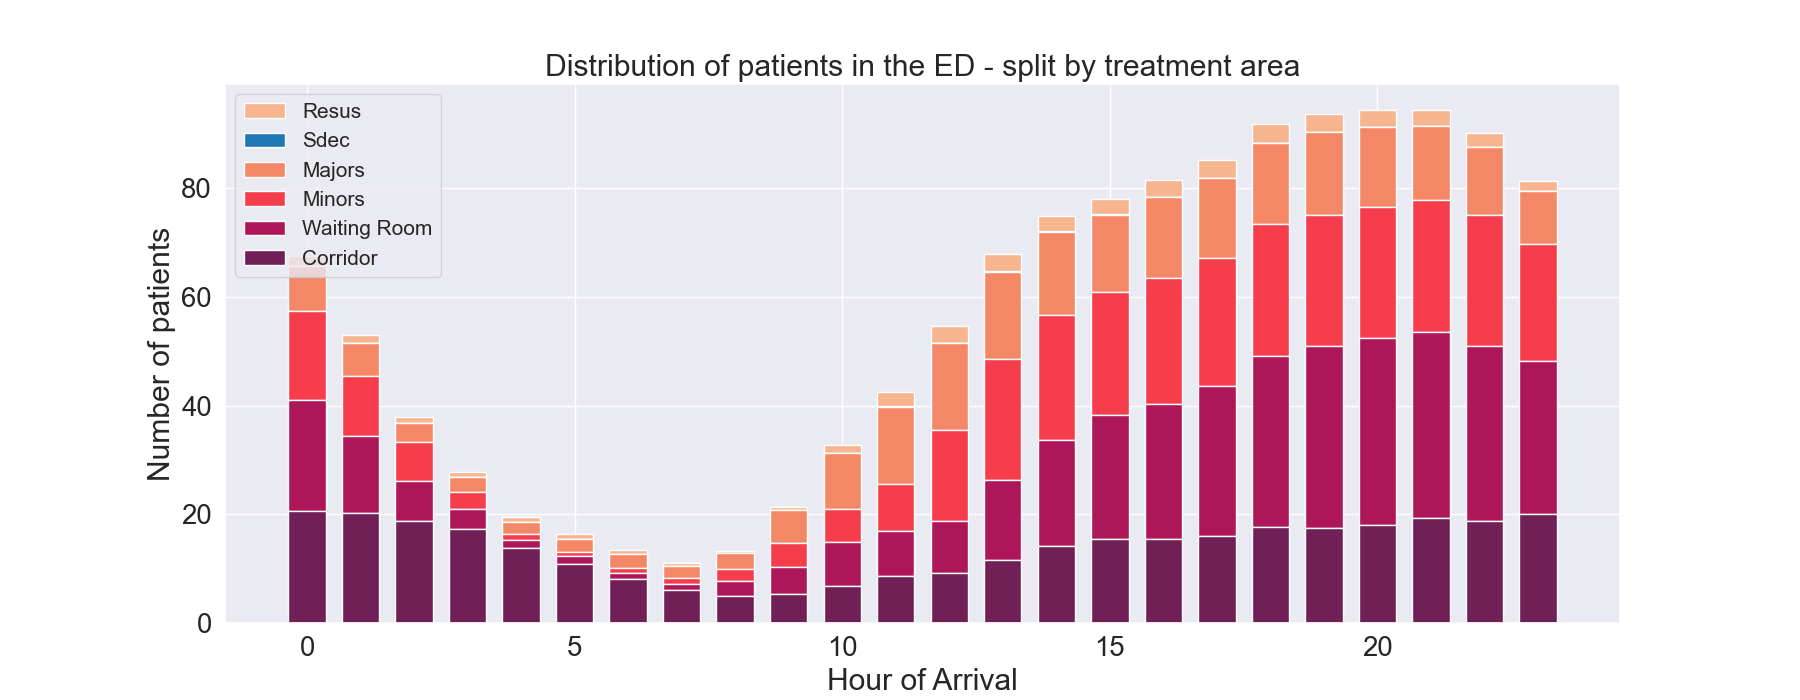 Distribution of patients in the ED - split by treatment area
Resus
Sdec
Majors
Minors
Waiting Room
Corridor
Number of patients
80
60
40
20
0
0 5 10 15 20
Hour of Arrival